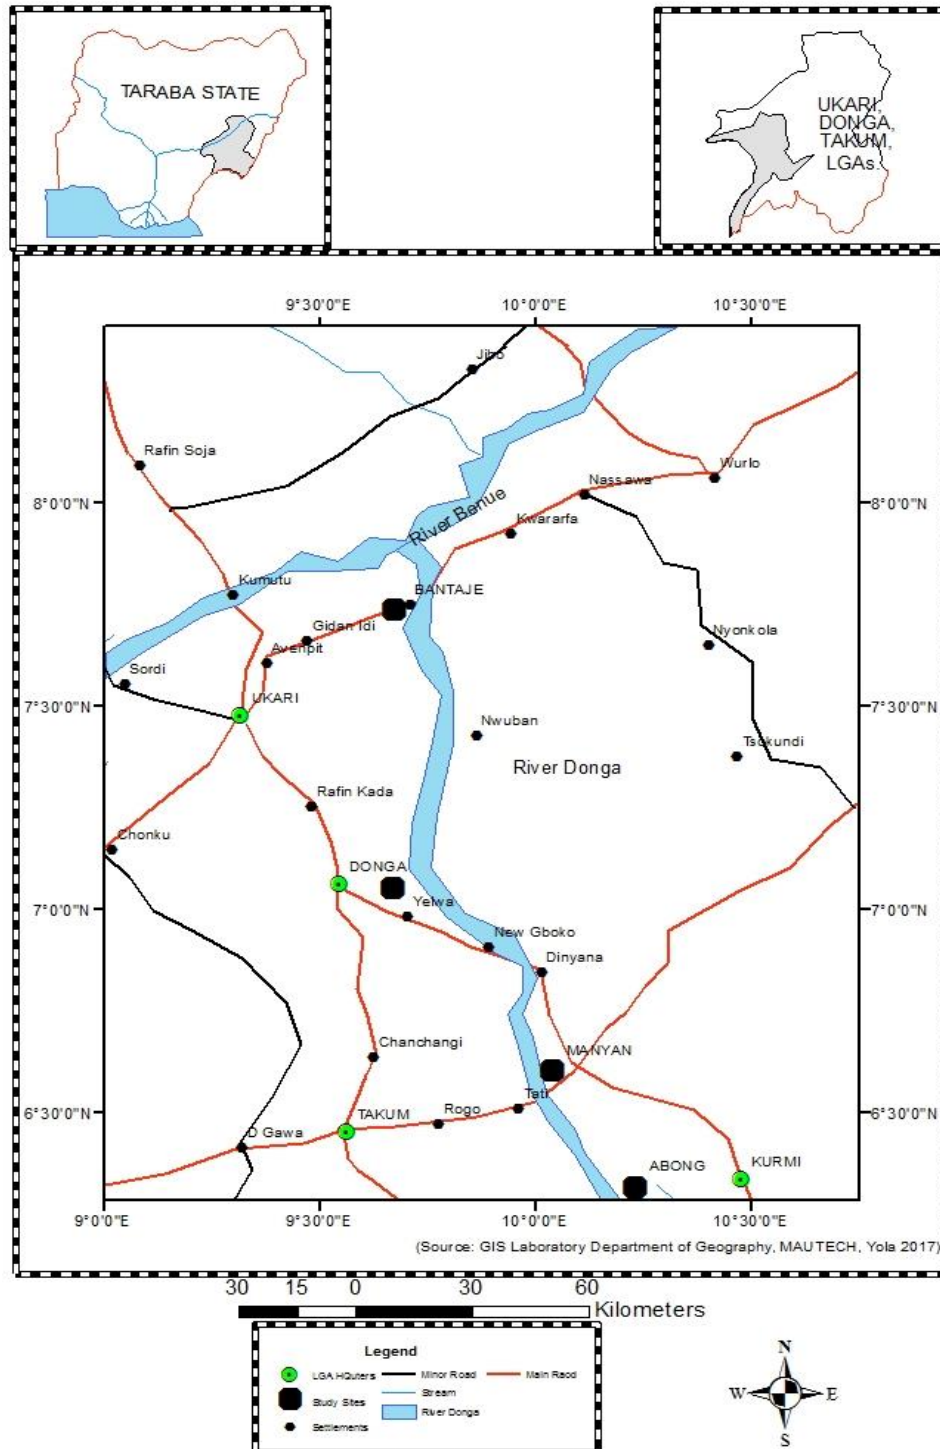 TARABA STATE
UKARI,
DONGA,
TAKUM,
LGAs.
9°30'0"E
10°0'0"E
10°30'0"E
Jibo
Rafin Soja
Wurlo
Nassawa
8°0'0"N
8°0'0"N
River Benue
Kwararfa
Kumutu
BANTAJE
Gidan Idi
Nyonkola
Avenpit
Sordi
UKARI
7°30'0"N
7°30'0"N
Nwuban
Tsokundi
River Donga
Rafin Kada
Chonku
DONGA
Yelwa
7°0'0"N
7°0'0"N
New Gboko
Dinyana
Chanchangi
MANYAN
Tati
6°30'0"N
6°30'0"N
TAKUM
Rogo
D Gawa
ABONG
KURMI
9°0'0"E
9°30'0"E
10°0'0"E
10°30'0"E
(Source: GIS Laboratory Department of Geography, MAUTECH, Yola 2017)
30 15 0 30 60
Kilometers
Legend
LGA HQuters
Minor Road
Main Raod
Study Sites
Stream
River Donga
Settlements
N
W
E
S